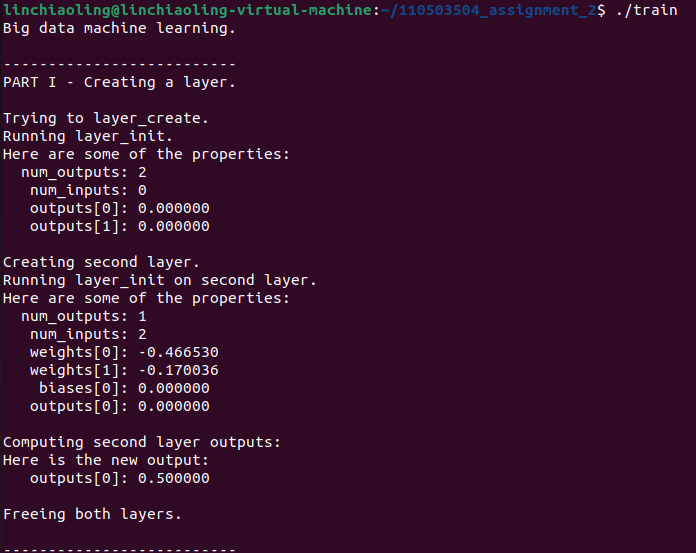 linchiaoling@linchiaoling-virtual-machine:~/110503504_assignment_2$ ./train
Big data machine learning.
--------------------------
PART I - Creating a layer.
Trying to layer_create.
Running layer_init.
Here are some of the properties:
  num_outputs: 2
   num_inputs: 0
   outputs[0]: 0.000000
   outputs[1]: 0.000000
Creating second layer.
Running layer_init on second layer.
Here are some of the properties:
  num_outputs: 1
   num_inputs: 2
   weights[0]: -0.466530
   weights[1]: -0.170036
    biases[0]: 0.000000
   outputs[0]: 0.000000
Computing second layer outputs:
Here is the new output:
   outputs[0]: 0.500000
Freeing both layers.
--------------------------